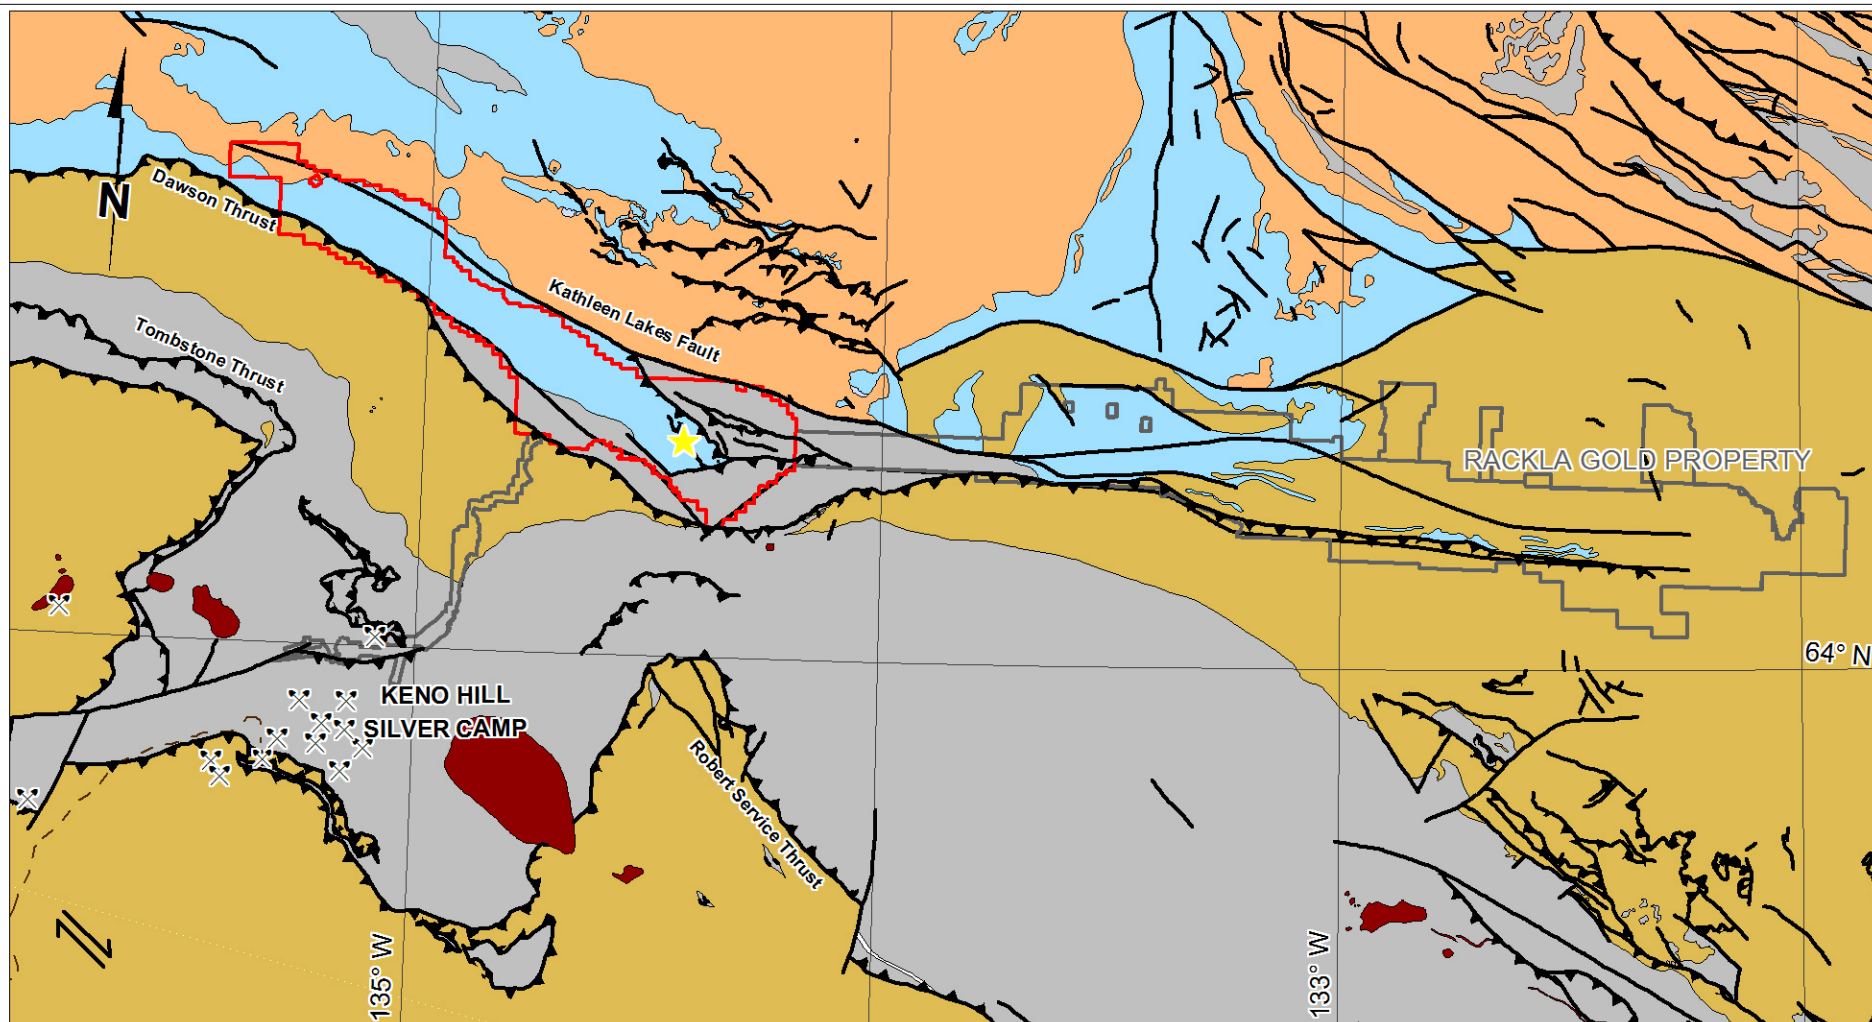 N
Dawson Thrust
Tombstone Thrust
Kathleen Lakes Fault
RACKLA GOLD PROPERTY
64° N
KENO HILL
SILVER CAMP
Robert Service Thrust
135° W
133° W